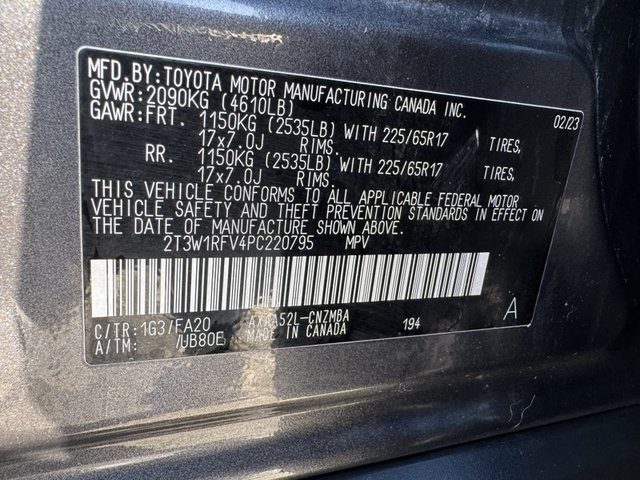 MFD.BY:TOYOTA MOTOR MANUFACTURING CANADA INC.
GVWR:2090KG (4610LB) 02/23
GAWR:FRT. 1150KG (2535LB) WITH 225/65R17 TIRES,
17x7.0J RIMS.
RR. 1150KG (2535LB) WITH 225/65R17 TIRES,
17x7.0J RIMS.
THIS VEHICLE CONFORMS TO ALL APPLICABLE FEDERAL MOTOR
VEHICLE SAFETY AND THEFT PREVENTION STANDARDS IN EFFECT ON
THE DATE OF MANUFACTURE SHOWN ABOVE.
2T3W1RFV4PC220795 MPV
C/TR:1G3/FA20 194 A
A/TM: /UB80E MADE IN CANADA